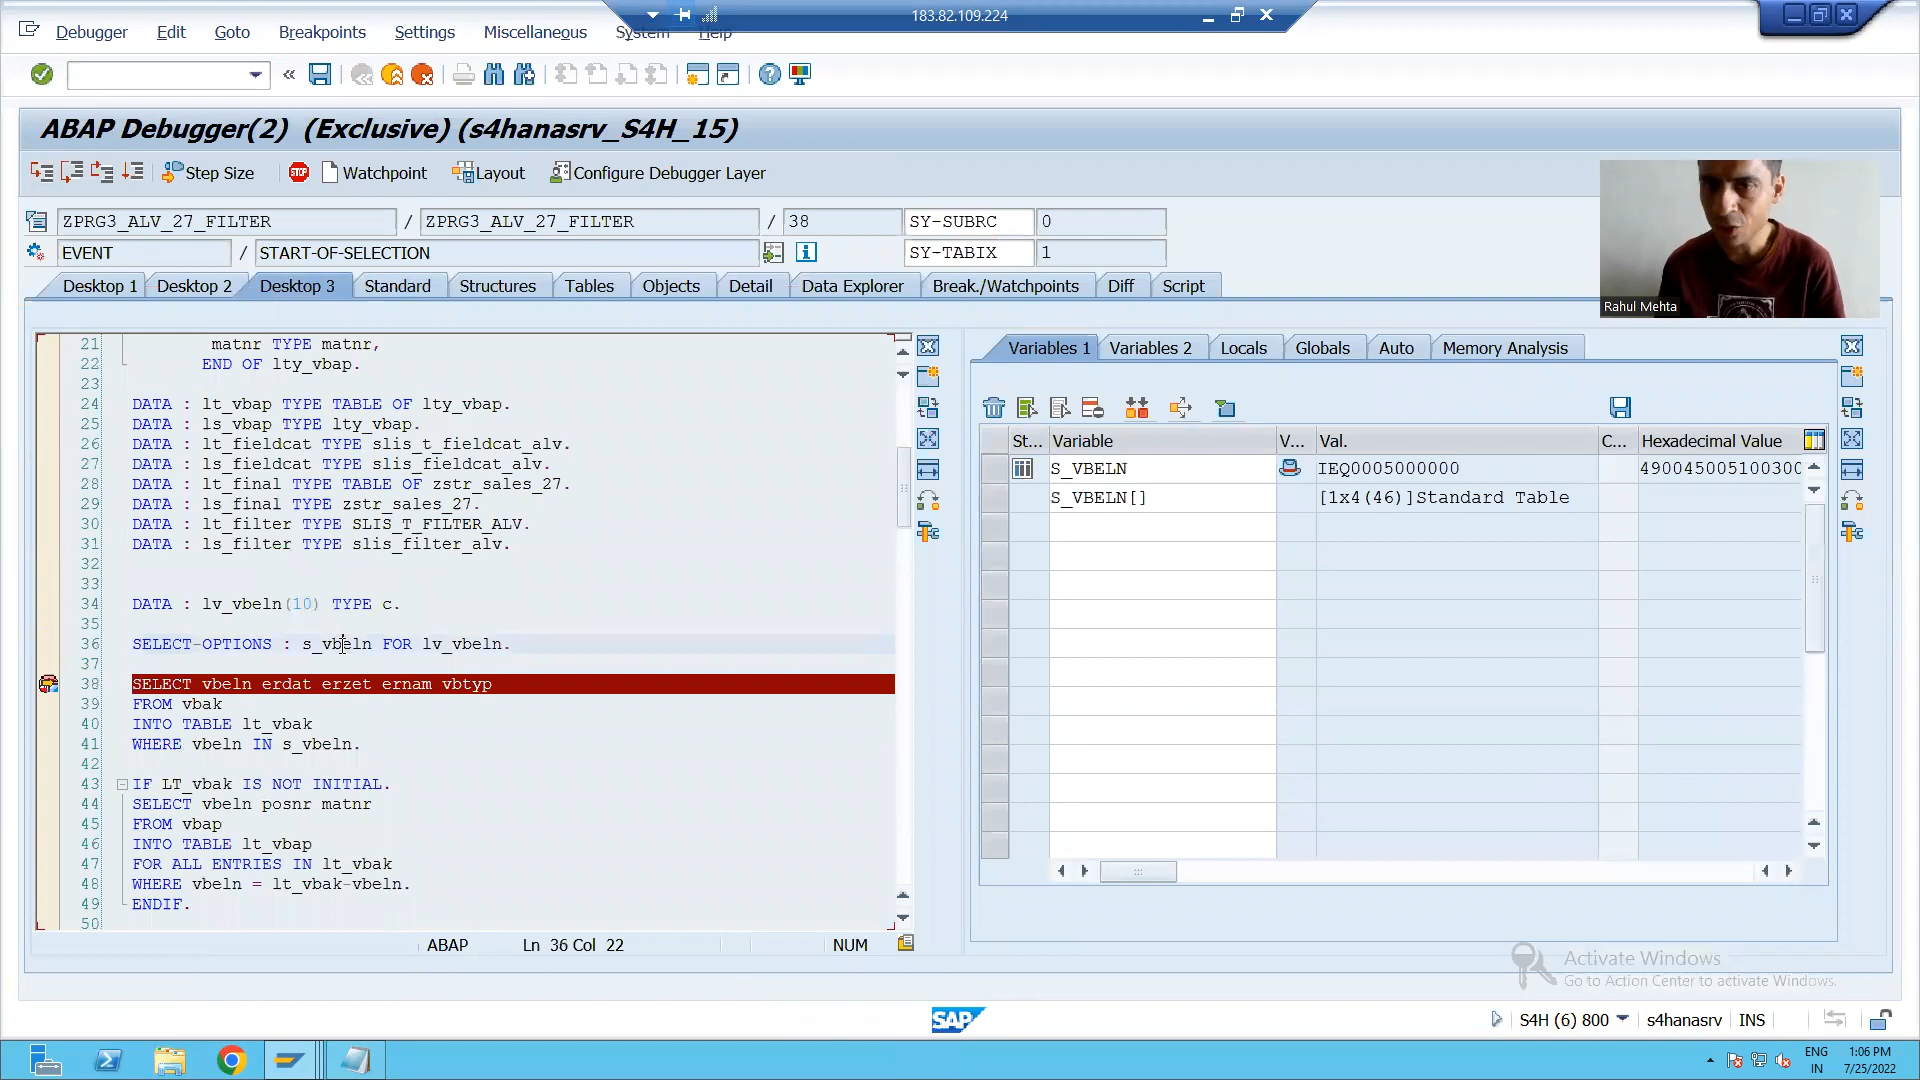 183.82.109.224
Debugger Edit Goto Breakpoints Settings Miscellaneous System Help
ABAP Debugger(2) (Exclusive) (s4hanasrv_S4H_15)
Step Size STOP Watchpoint Layout Configure Debugger Layer
ZPRG3_ALV_27_FILTER / ZPRG3_ALV_27_FILTER / 38 SY-SUBRC 0
EVENT / START-OF-SELECTION SY-TABIX 1
Rahul Mehta
Desktop 1 Desktop 2 Desktop 3 Standard Structures Tables Objects Detail Data Explorer Break./Watchpoints Diff Script
21 matnr TYPE matnr,
22 END OF lty_vbap.
23
24 DATA : lt_vbap TYPE TABLE OF lty_vbap.
25 DATA : ls_vbap TYPE lty_vbap.
26 DATA : lt_fieldcat TYPE slis_t_fieldcat_alv.
27 DATA : ls_fieldcat TYPE slis_fieldcat_alv.
28 DATA : lt_final TYPE TABLE OF zstr_sales_27.
29 DATA : ls_final TYPE zstr_sales_27.
30 DATA : lt_filter TYPE SLIS_T_FILTER_ALV.
31 DATA : ls_filter TYPE slis_filter_alv.
32
33
34 DATA : lv_vbeln(10) TYPE c.
35
36 SELECT-OPTIONS : s_vbeln FOR lv_vbeln.
37
38 SELECT vbeln erdat erzet ernam vbtyp
39 FROM vbak
40 INTO TABLE lt_vbak
41 WHERE vbeln IN s_vbeln.
42
43 IF LT_vbak IS NOT INITIAL.
44 SELECT vbeln posnr matnr
45 FROM vbap
46 INTO TABLE lt_vbap
47 FOR ALL ENTRIES IN lt_vbak
48 WHERE vbeln = lt_vbak-vbeln.
49 ENDIF.
50
ABAP Ln 36 Col 22 NUM
Variables 1 Variables 2 Locals Globals Auto Memory Analysis
St... Variable V... Val. C... Hexadecimal Value
S_VBELN IEQ0005000000 490045005100300
S_VBELN[] [1x4(46)]Standard Table
Activate Windows
Go to Action Center to activate Windows.
SAP S4H (6) 800 s4hanasrv INS
ENG 1:06 PM
IN 7/25/2022